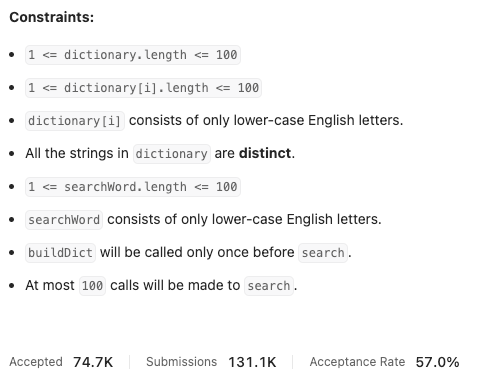 Constraints:
1 <= dictionary.length <= 100
1 <= dictionary[i].length <= 100
dictionary[i] consists of only lower-case English letters.
All the strings in dictionary are distinct.
1 <= searchWord.length <= 100
searchWord consists of only lower-case English letters.
buildDict will be called only once before search.
At most 100 calls will be made to search.
Accepted 74.7K Submissions 131.1K Acceptance Rate 57.0%